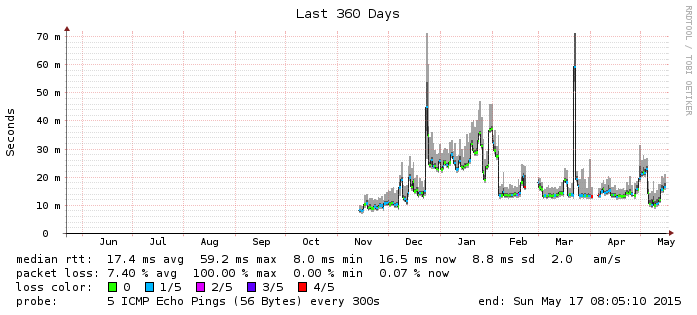 Last 360 Days
RRDTOOL / TOBI OETIKER
Seconds
70 m
60 m
50 m
40 m
30 m
20 m
10 m
0
Jun Jul Aug Sep Oct Nov Dec Jan Feb Mar Apr May
median rtt: 17.4 ms avg 59.2 ms max 8.0 ms min 16.5 ms now 8.8 ms sd 2.0 am/s
packet loss: 7.40 % avg 100.00 % max 0.00 % min 0.07 % now
loss color: 0 1/5 2/5 3/5 4/5
probe: 5 ICMP Echo Pings (56 Bytes) every 300s end: Sun May 17 08:05:10 2015